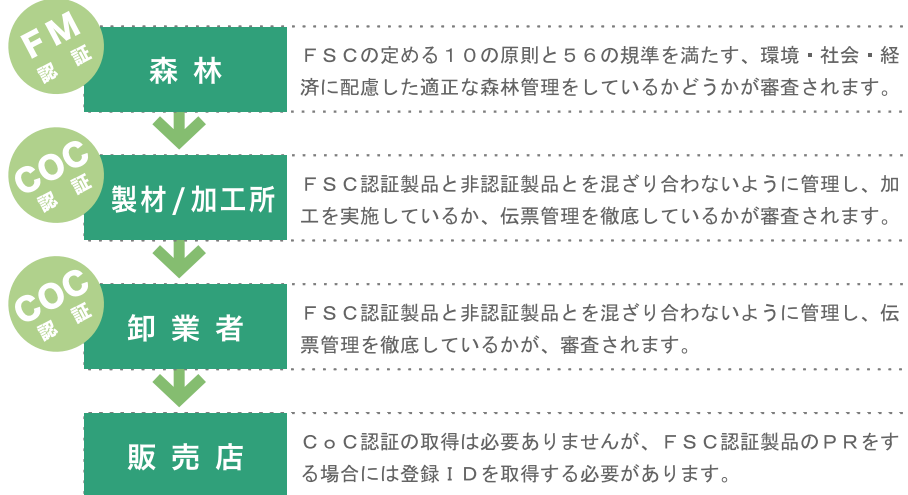 FM
認証
森林
ＦＳＣの定める１０の原則と５６の規準を満たす、環境・社会・経
済に配慮した適正な森林管理をしているかどうかが審査されます。
COC
認証
製材/加工所
ＦＳＣ認証製品と非認証製品とを混ざり合わないように管理し、加
工を実施しているか、伝票管理を徹底しているかが審査されます。
COC
認証
卸業者
ＦＳＣ認証製品と非認証製品とを混ざり合わないように管理し、伝
票管理を徹底しているかが、審査されます。
販売店
ＣｏＣ認証の取得は必要ありませんが、ＦＳＣ認証製品のＰＲをす
る場合には登録ＩＤを取得する必要があります。